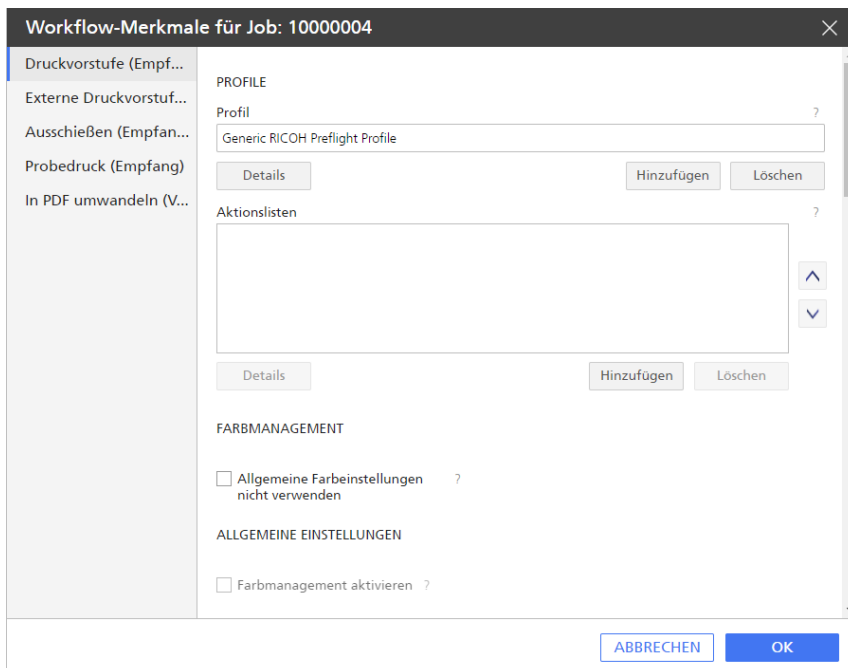 Workflow-Merkmale für Job: 10000004
Druckvorstufe (Empf...
Externe Druckvorstuf...
Ausschießen (Empfan...
Probedruck (Empfang)
In PDF umwandeln (V...
PROFILE
Profil ?
Generic RICOH Preflight Profile
Details Hinzufügen Löschen
Aktionslisten ?
Details Hinzufügen Löschen
FARBMANAGEMENT
Allgemeine Farbeinstellungen ?
nicht verwenden
ALLGEMEINE EINSTELLUNGEN
Farbmanagement aktivieren ?
ABBRECHEN OK